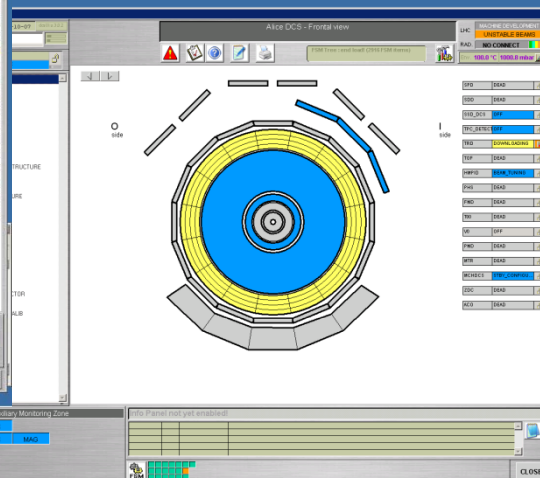 Alice DCS - Frontal view
LHC
MACHINE DEVELOPMENT
UNSTABLE BEAMS
RAD.
NO CONNECT
100.0 °C
1000.0 mbar
O
side
I
side
SPD DEAD
SDD DEAD
SSD_DCS OFF
TPC_DETECT OFF
TRD DOWNLOADING
TOF DEAD
HMPID BEAM_TUNING
PHS DEAD
PMD DEAD
T00 DEAD
V0 OFF
FMD DEAD
MTR DEAD
MCHDCS STBY_CONFIGU
ZDC DEAD
ACO DEAD
TRUCTURE
URE
CTOR
AUB
xiliary Monitoring Zone
MAG
Info Panel not yet enabled!
FSM
CLOSE